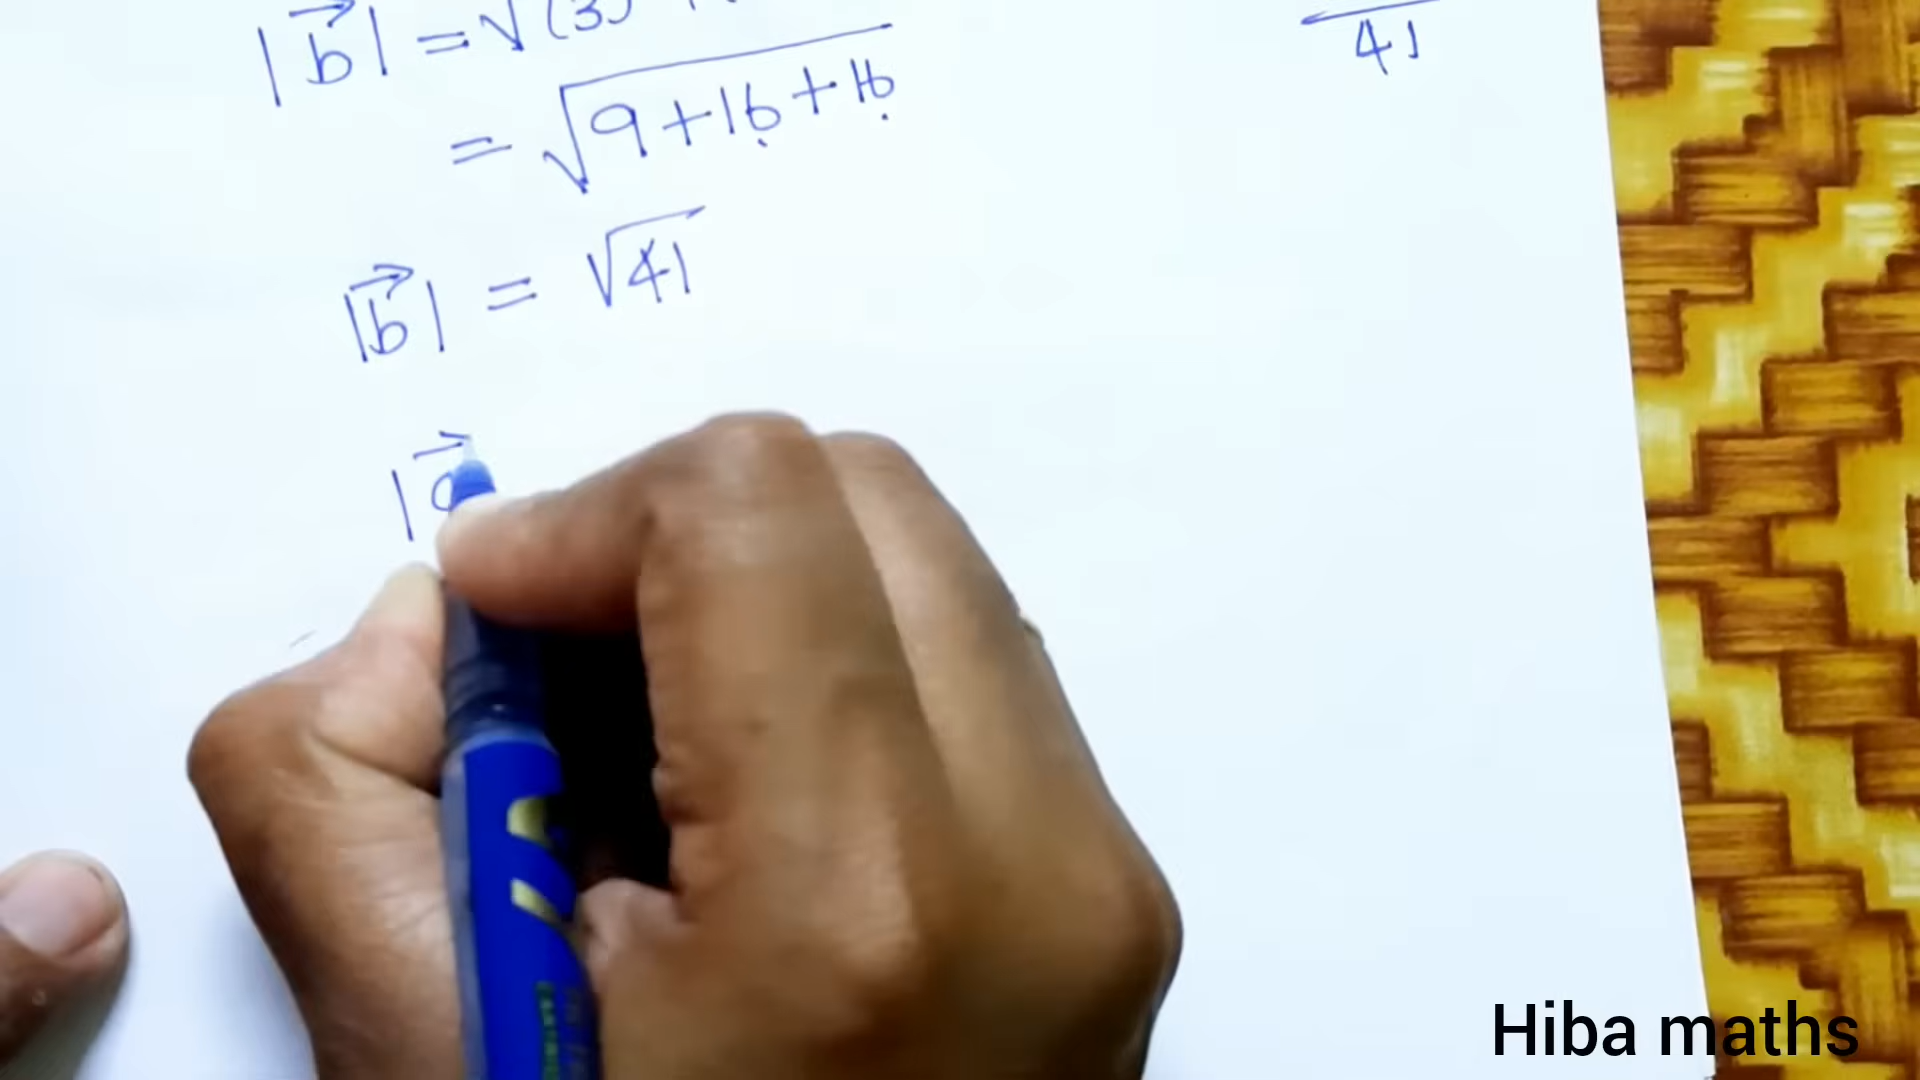 |b⃗| = √(3)
41
= √9+16+16
|b⃗| = √41
|
Hiba maths